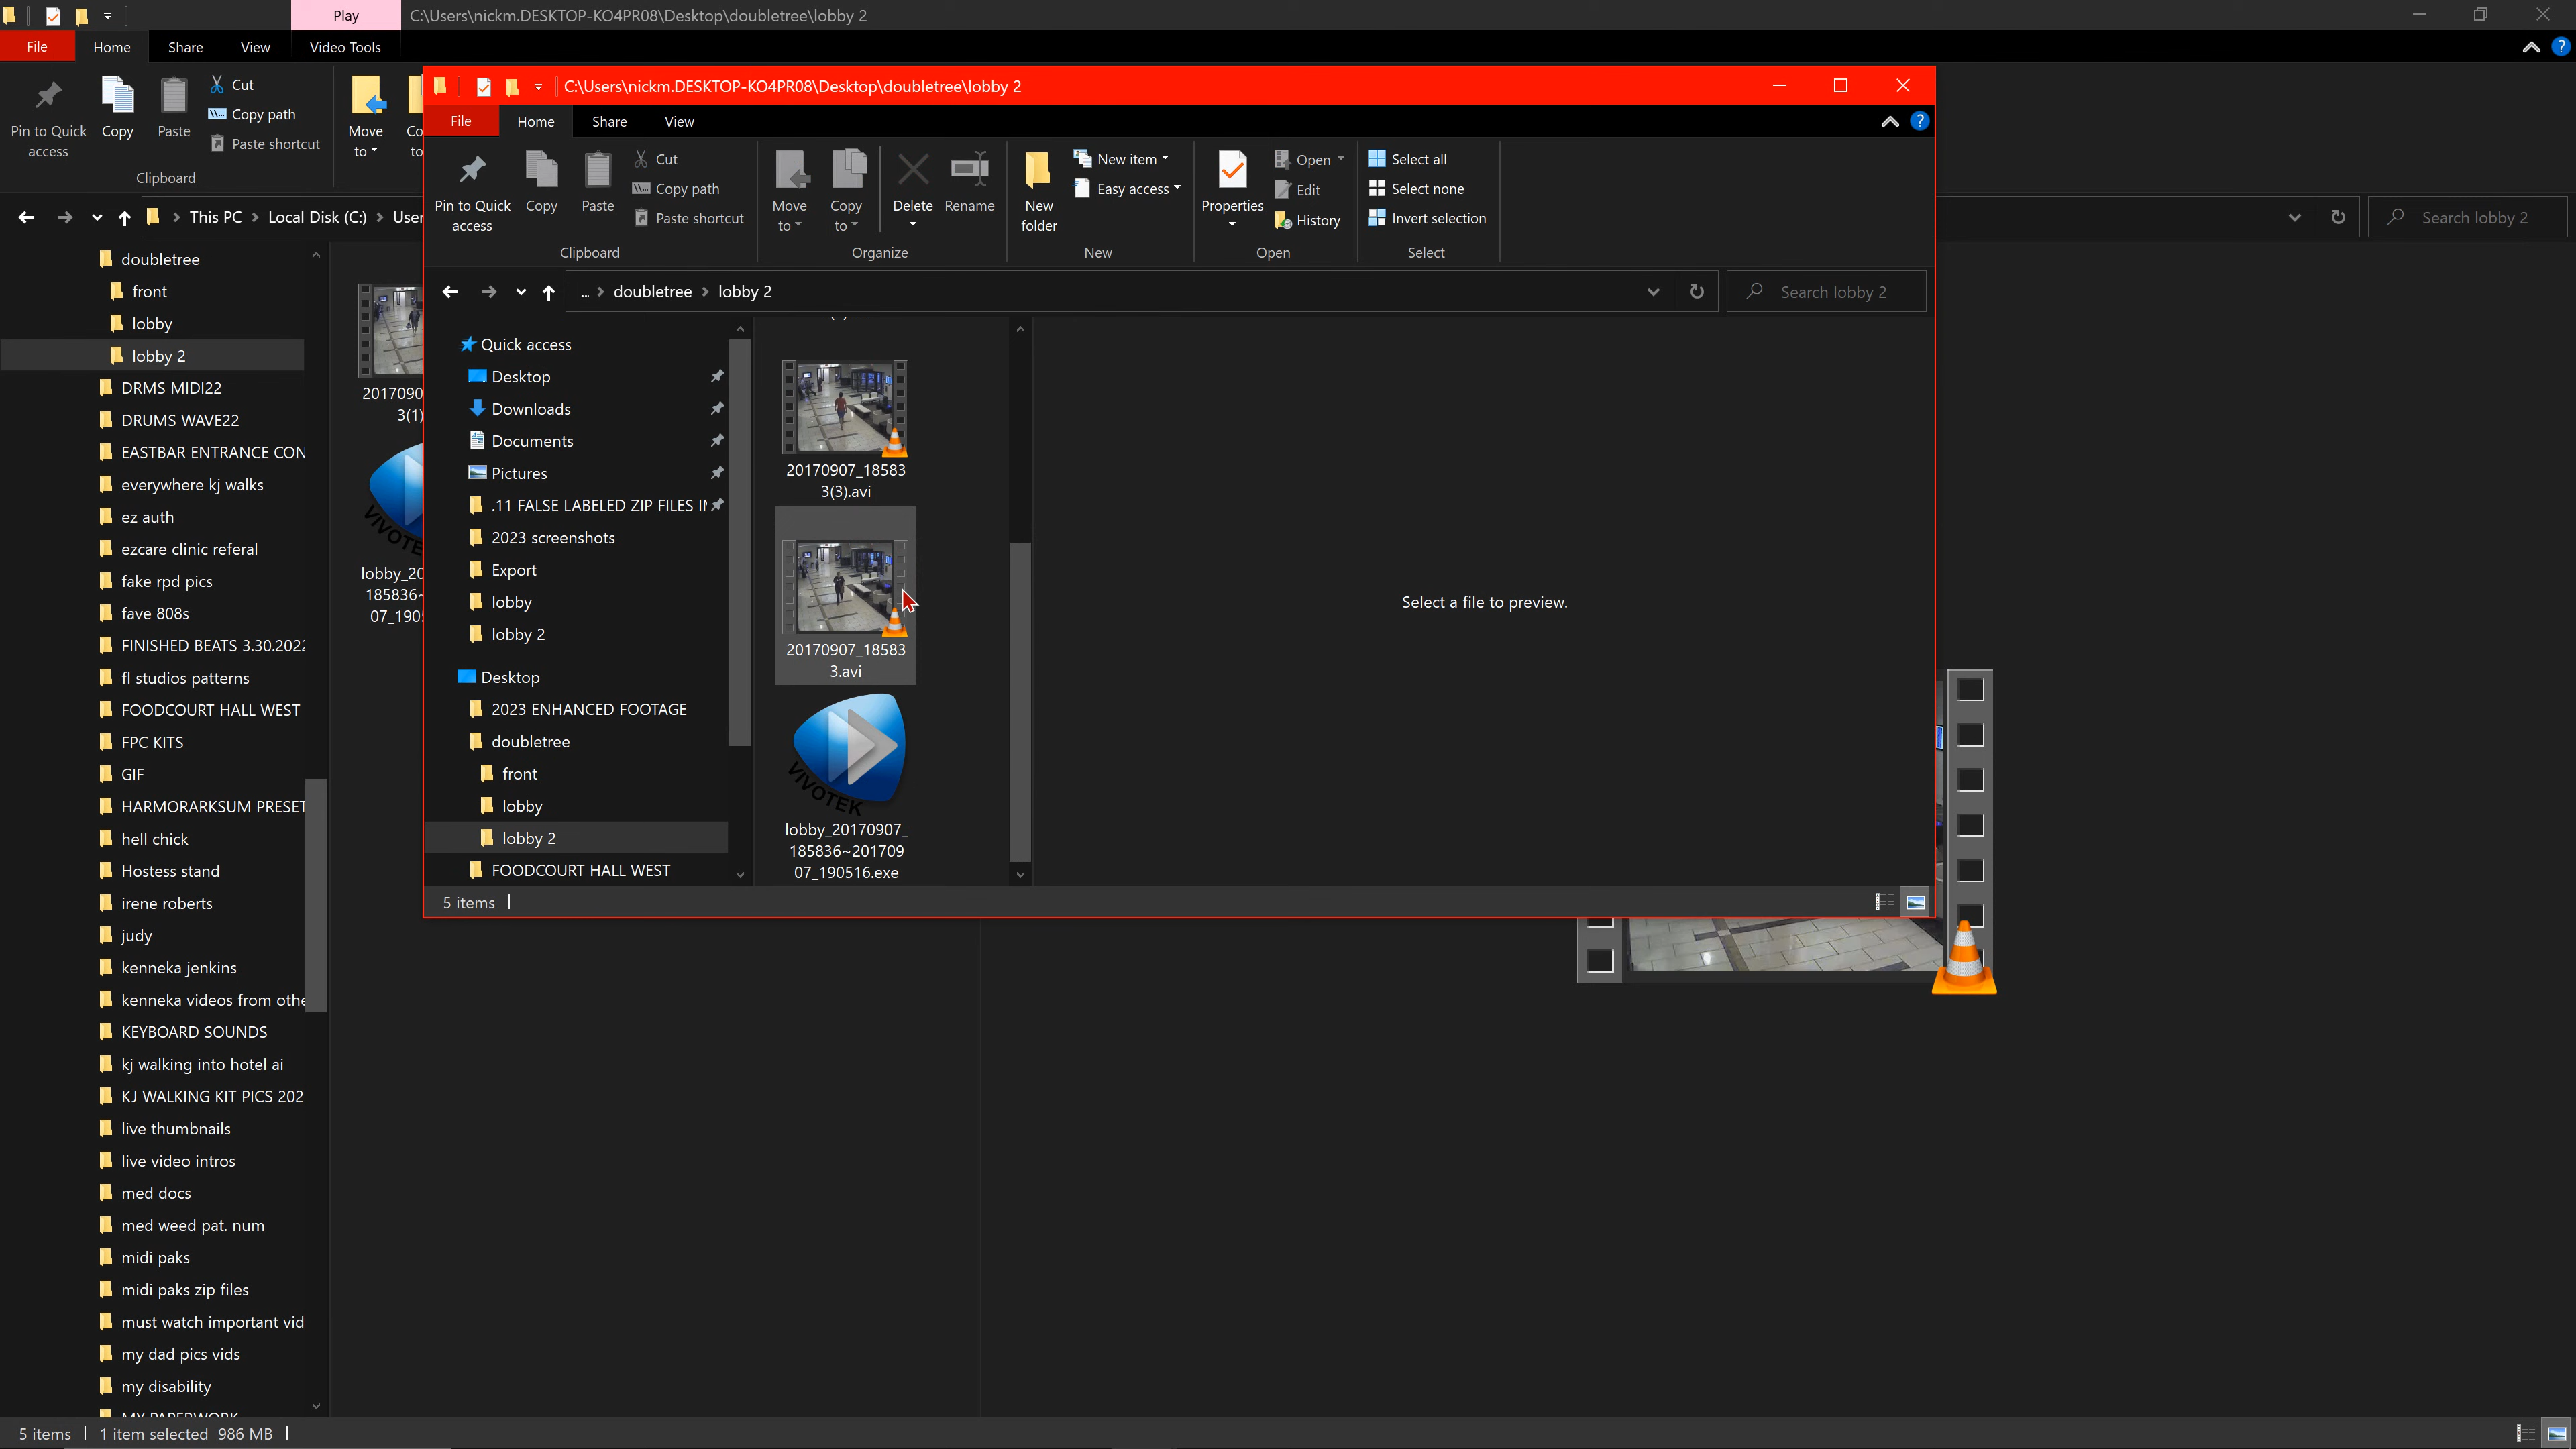 Play
C:\Users\nickm.DESKTOP-KO4PR08\Desktop\doubletree\lobby 2
File
Home
Share
View
Video Tools
Pin to Quick access
Copy
Paste
Cut
Copy path
Paste shortcut
Move to
Clipboard
This PC
Local Disk (C:)
Search lobby 2
doubletree
front
lobby
lobby 2
DRMS MIDI22
DRUMS WAVE22
EASTBAR ENTRANCE CON
everywhere kj walks
ez auth
ezcare clinic referal
fake rpd pics
fave 808s
FINISHED BEATS 3.30.2022
fl studios patterns
FOODCOURT HALL WEST
FPC KITS
GIF
HARMORARKSUM PRESET
hell chick
Hostess stand
irene roberts
judy
kenneka jenkins
kenneka videos from othe
KEYBOARD SOUNDS
kj walking into hotel ai
KJ WALKING KIT PICS 202
live thumbnails
live video intros
med docs
med weed pat. num
midi paks
midi paks zip files
must watch important vid
my dad pics vids
my disability
MY PAPERWORK
2017090
3(1)
VIVOTE
lobby_20
185836~
07_190
5 items
1 item selected 986 MB
C:\Users\nickm.DESKTOP-KO4PR08\Desktop\doubletree\lobby 2
File
Home
Share
View
?
Pin to Quick access
Copy
Paste
Cut
Copy path
Paste shortcut
Clipboard
Move to
Copy to
Delete
Rename
Organize
New folder
New item
Easy access
New
Properties
Open
Edit
History
Open
Select all
Select none
Invert selection
Select
... > doubletree > lobby 2
Search lobby 2
Quick access
Desktop
Downloads
Documents
Pictures
.11 FALSE LABELED ZIP FILES I
2023 screenshots
Export
lobby
lobby 2
Desktop
2023 ENHANCED FOOTAGE
doubletree
front
lobby
lobby 2
FOODCOURT HALL WEST
20170907_18583
3(3).avi
20170907_18583
3.avi
VIVOTEK
lobby_20170907_
185836~201709
07_190516.exe
Select a file to preview.
5 items